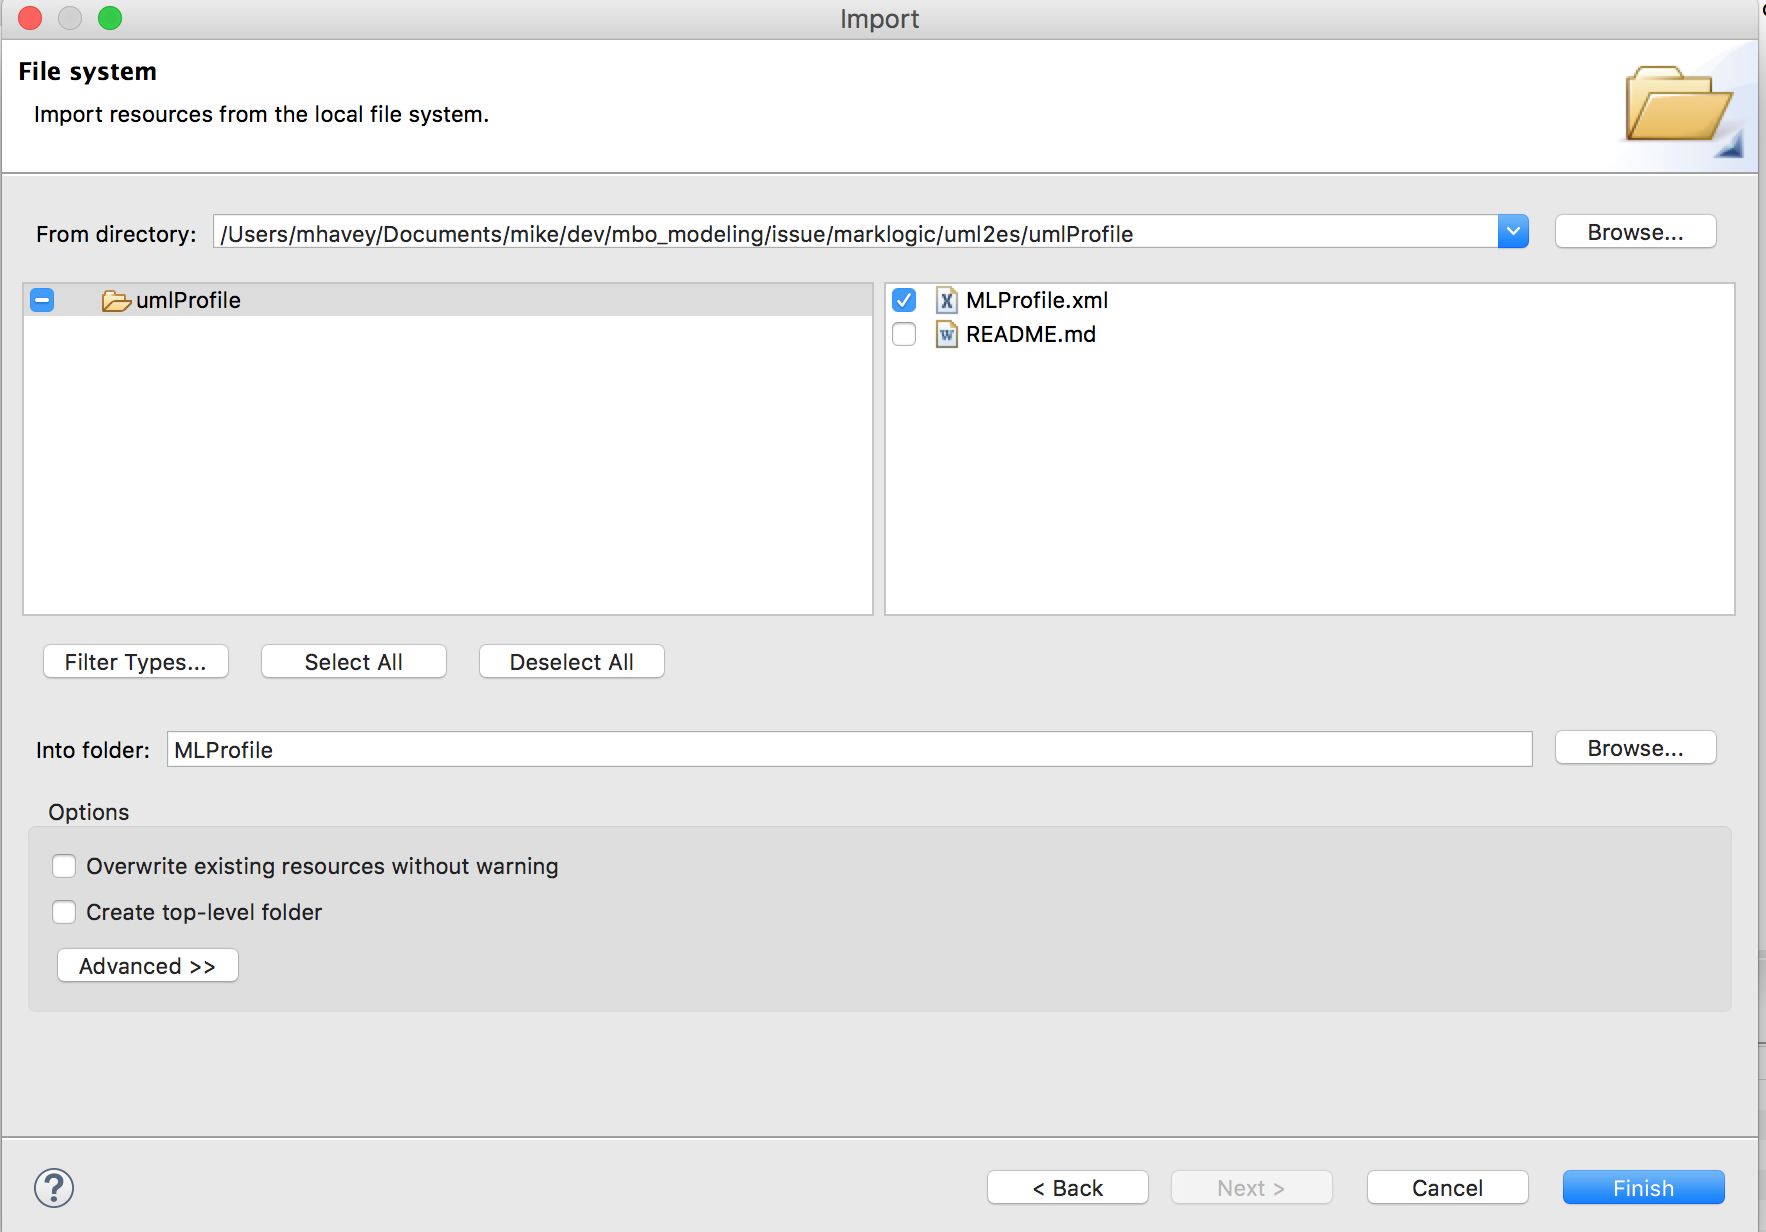 Import
File system
Import resources from the local file system.
From directory: /Users/mhavey/Documents/mike/dev/mbo_modeling/issue/marklogic/uml2es/umlProfile Browse...
umlProfile
MLProfile.xml
README.md
Filter Types... Select All Deselect All
Into folder: MLProfile Browse...
Options
Overwrite existing resources without warning
Create top-level folder
Advanced >>
? < Back Next > Cancel Finish